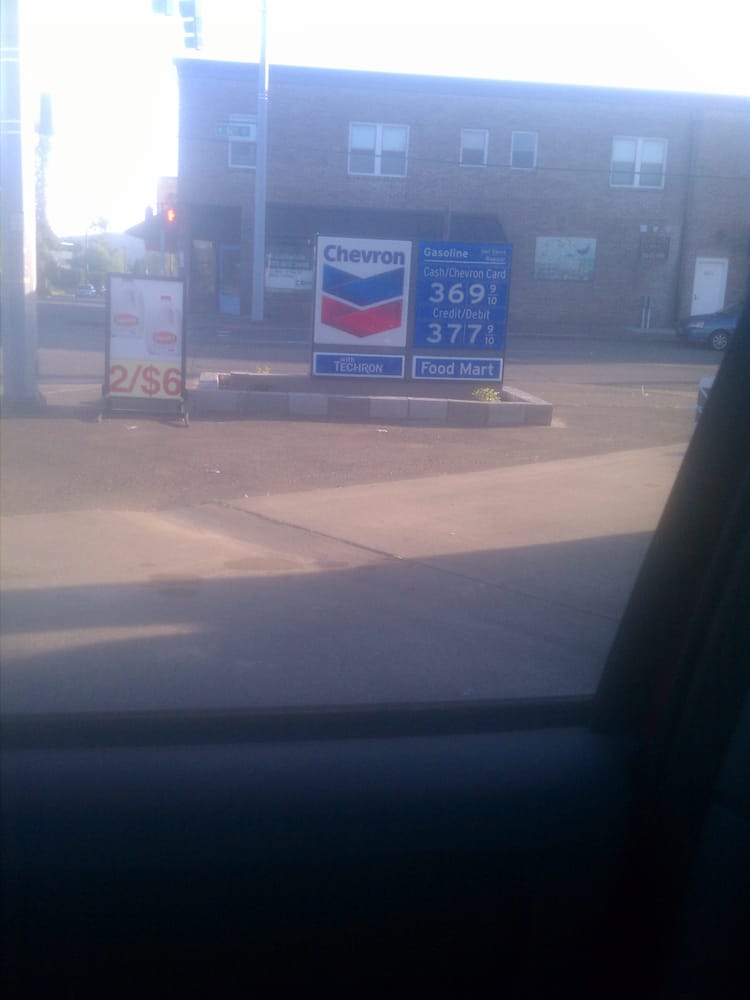 Chevron
with
TECHRON
Gasoline
Cash/Chevron Card
369 9/10
Credit/Debit
377 9/10
Food Mart
2/$6